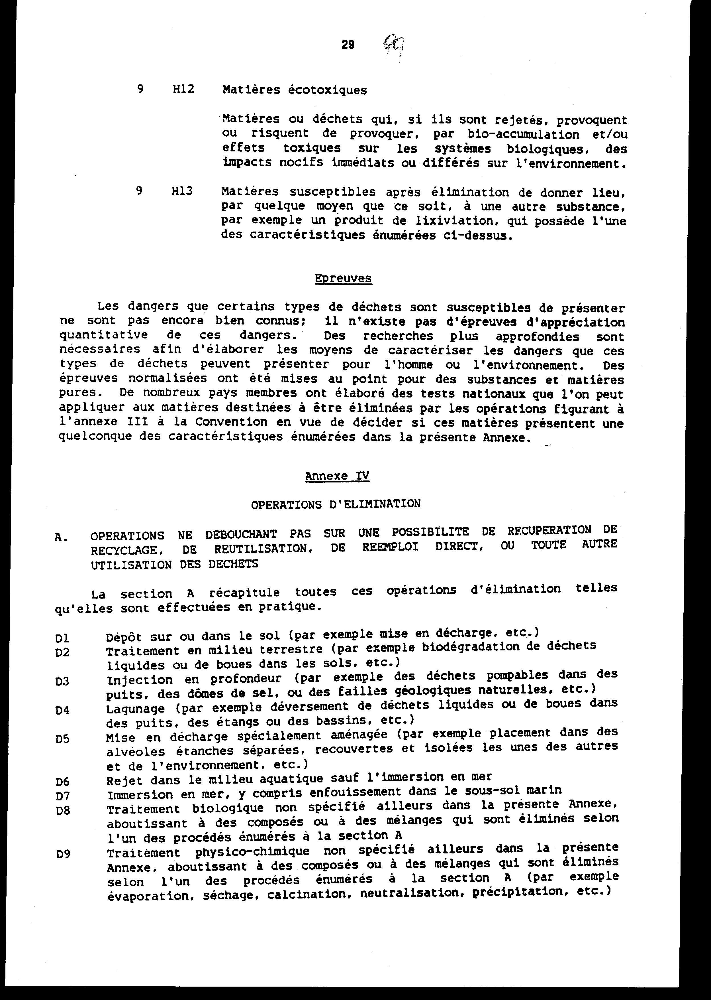 29 99
9 H12 Matières écotoxiques
Matières ou déchets qui, si ils sont rejetés, provoquent
ou risquent de provoquer, par bio-accumulation et/ou
effets toxiques sur les systèmes biologiques, des
impacts nocifs immédiats ou différés sur l'environnement.
9 H13 Matières susceptibles après élimination de donner lieu,
par quelque moyen que ce soit, à une autre substance,
par exemple un produit de lixiviation, qui possède l'une
des caractéristiques énumérées ci-dessus.
Epreuves
Les dangers que certains types de déchets sont susceptibles de présenter
ne sont pas encore bien connus; il n'existe pas d'épreuves d'appréciation
quantitative de ces dangers. Des recherches plus approfondies sont
nécessaires afin d'élaborer les moyens de caractériser les dangers que ces
types de déchets peuvent présenter pour l'homme ou l'environnement. Des
épreuves normalisées ont été mises au point pour des substances et matières
pures. De nombreux pays membres ont élaboré des tests nationaux que l'on peut
appliquer aux matières destinées à être éliminées par les opérations figurant à
l'annexe III à la Convention en vue de décider si ces matières présentent une
quelconque des caractéristiques énumérées dans la présente Annexe.
Annexe IV
OPERATIONS D'ELIMINATION
A. OPERATIONS NE DEBOUCHANT PAS SUR UNE POSSIBILITE DE RECUPERATION DE
RECYCLAGE, DE REUTILISATION, DE REEMPLOI DIRECT, OU TOUTE AUTRE
UTILISATION DES DECHETS
La section A récapitule toutes ces opérations d'élimination telles
qu'elles sont effectuées en pratique.
D1 Dépôt sur ou dans le sol (par exemple mise en décharge, etc.)
D2 Traitement en milieu terrestre (par exemple biodégradation de déchets
liquides ou de boues dans les sols, etc.)
D3 Injection en profondeur (par exemple des déchets pompables dans des
puits, des dômes de sel, ou des failles géologiques naturelles, etc.)
D4 Lagunage (par exemple déversement de déchets liquides ou de boues dans
des puits, des étangs ou des bassins, etc.)
D5 Mise en décharge spécialement aménagée (par exemple placement dans des
alvéoles étanches séparées, recouvertes et isolées les unes des autres
et de l'environnement, etc.)
D6 Rejet dans le milieu aquatique sauf l'immersion en mer
D7 Immersion en mer, y compris enfouissement dans le sous-sol marin
D8 Traitement biologique non spécifié ailleurs dans la présente Annexe,
aboutissant à des composés ou à des mélanges qui sont éliminés selon
l'un des procédés énumérés à la section A
D9 Traitement physico-chimique non spécifié ailleurs dans la présente
Annexe, aboutissant à des composés ou à des mélanges qui sont éliminés
selon l'un des procédés énumérés à la section A (par exemple
évaporation, séchage, calcination, neutralisation, précipitation, etc.)